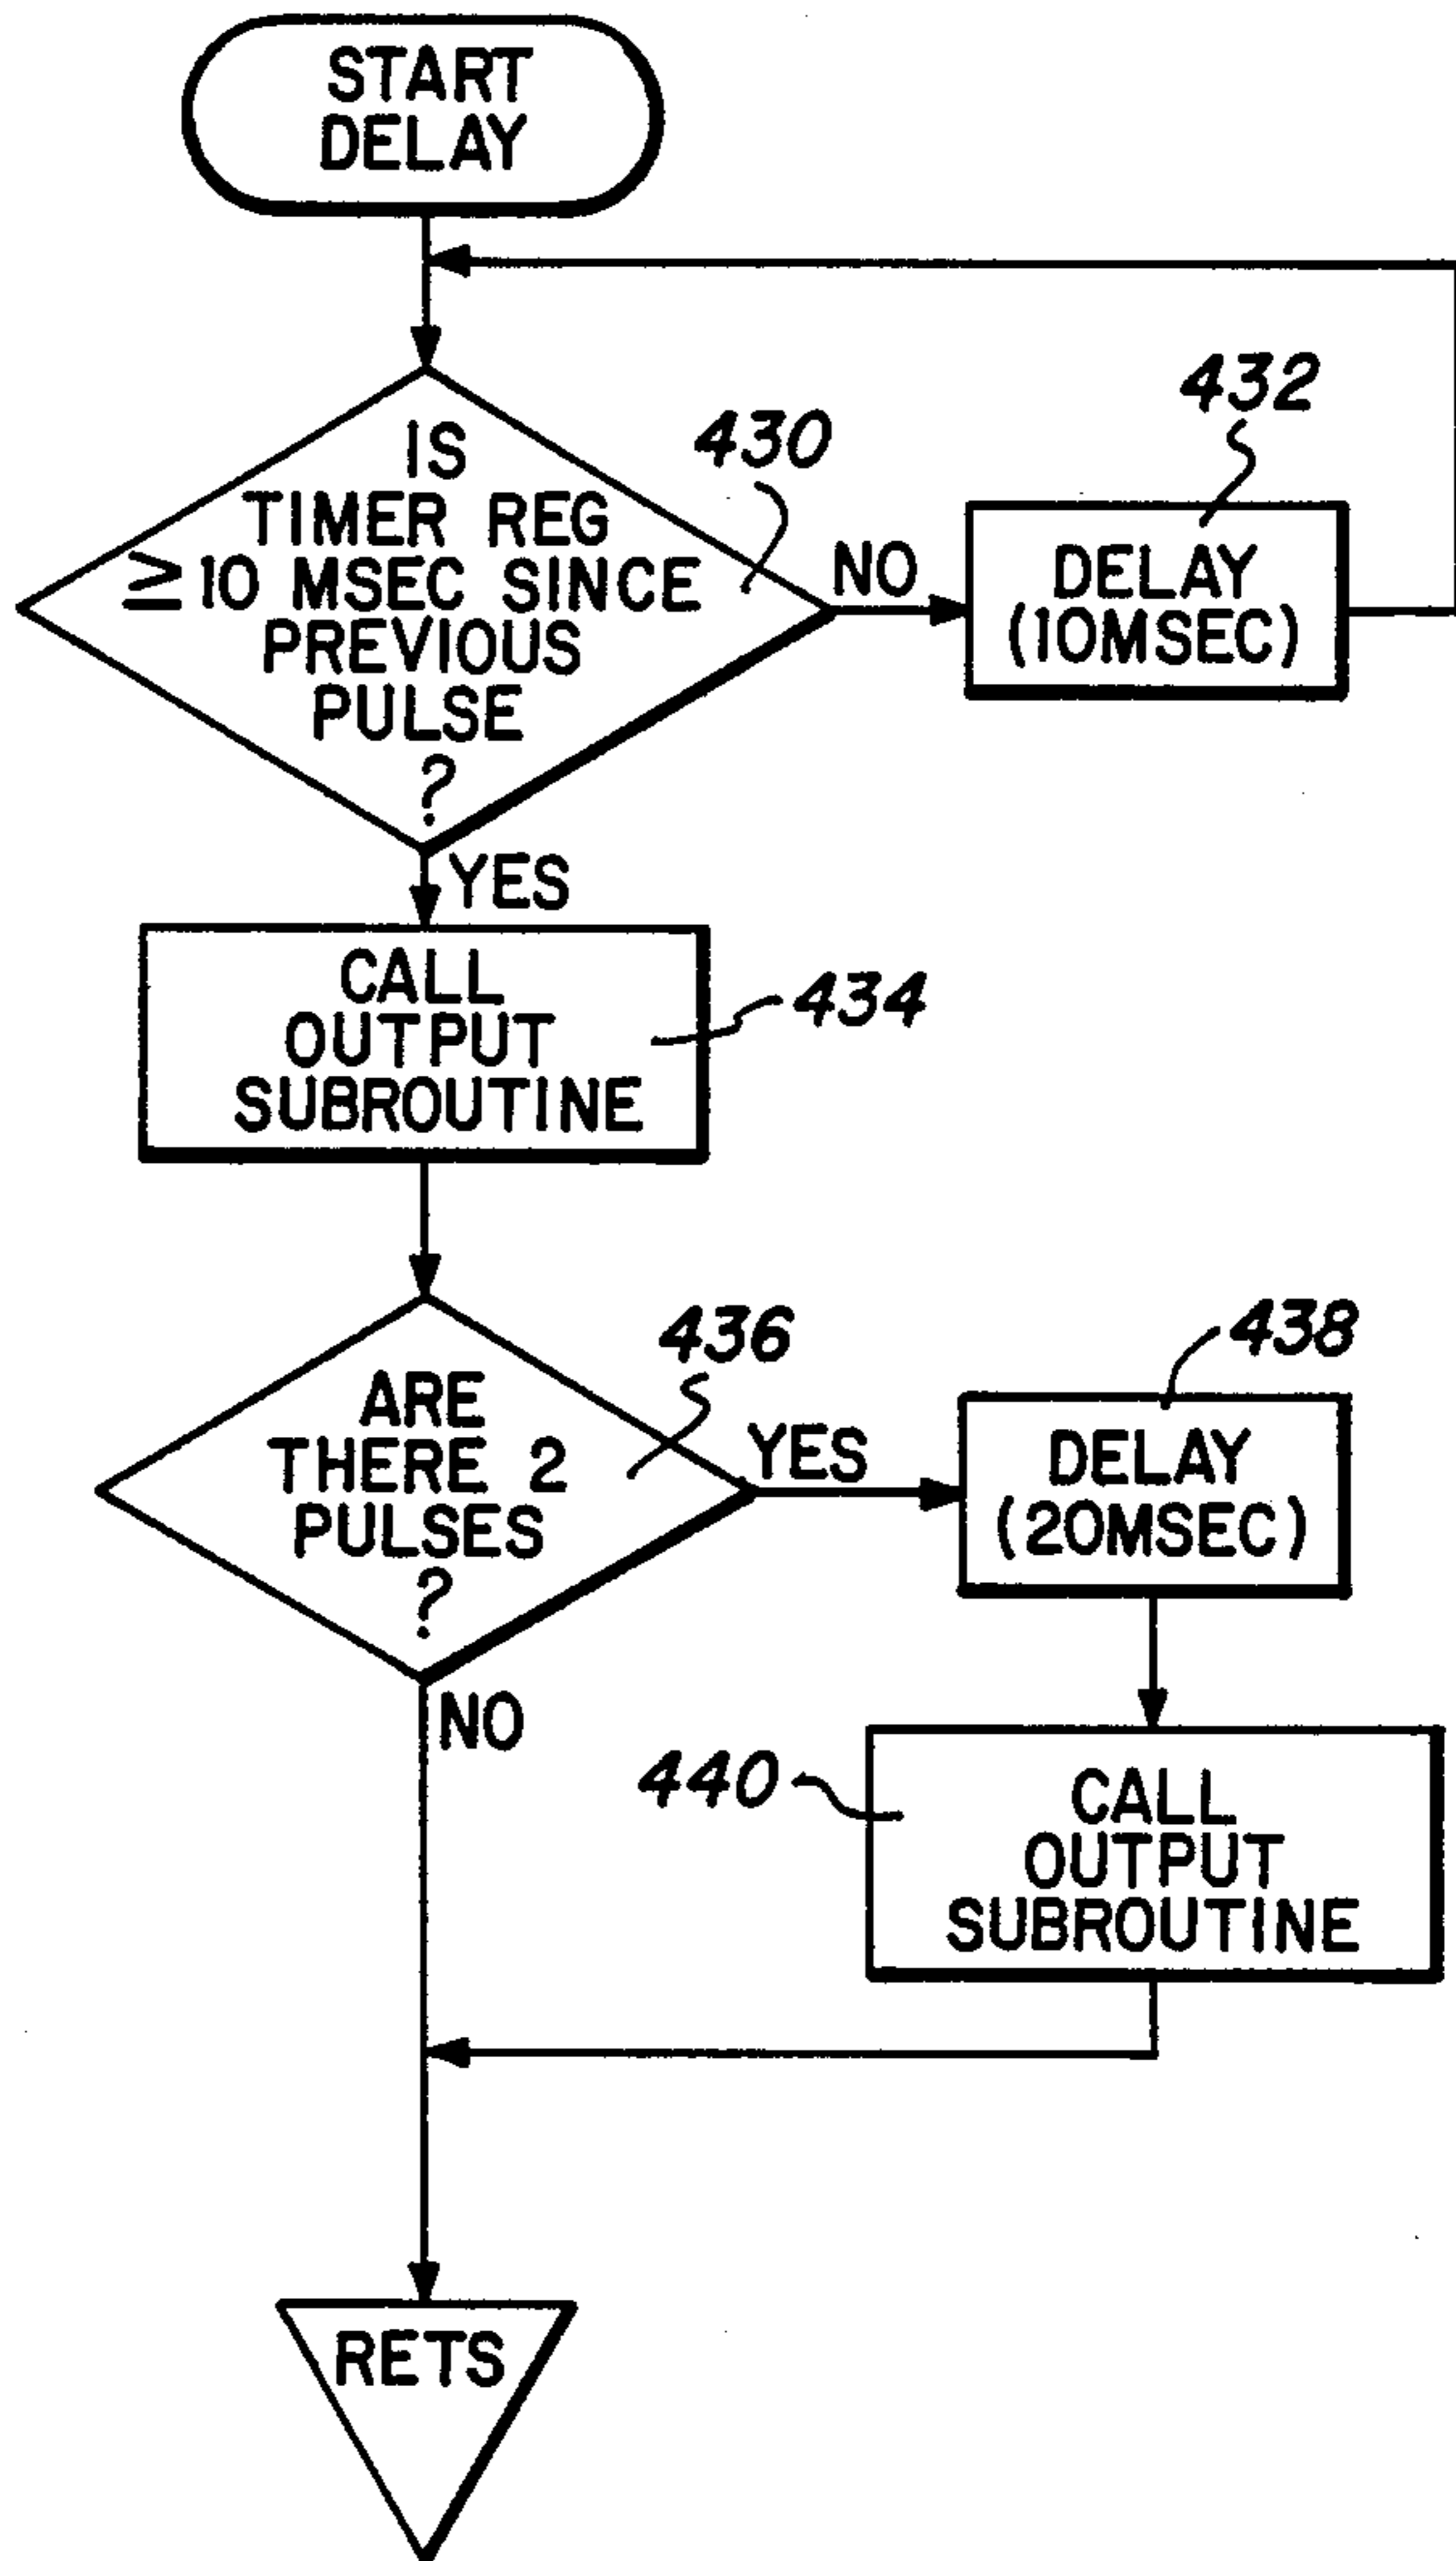 START
DELAY
IS
TIMER REG
≥10 MSEC SINCE
PREVIOUS
PULSE
?
430
NO
432
DELAY
(10MSEC)
YES
CALL
OUTPUT
SUBROUTINE
434
ARE
THERE 2
PULSES
?
436
YES
438
DELAY
(20MSEC)
NO
440
CALL
OUTPUT
SUBROUTINE
RETS